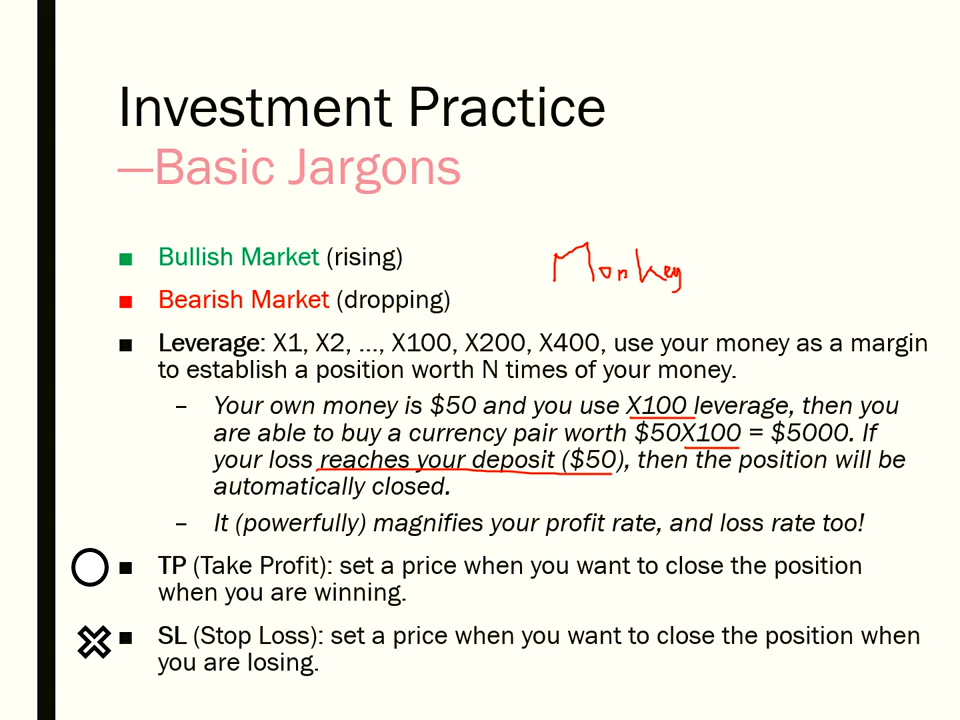 Investment Practice
—Basic Jargons
■ Bullish Market (rising)
Monkey
■ Bearish Market (dropping)
■ Leverage: X1, X2, …, X100, X200, X400, use your money as a margin
to establish a position worth N times of your money.
– Your own money is $50 and you use X100 leverage, then you
are able to buy a currency pair worth $50X100 = $5000. If
your loss reaches your deposit ($50), then the position will be
automatically closed.
– It (powerfully) magnifies your profit rate, and loss rate too!
■ TP (Take Profit): set a price when you want to close the position
when you are winning.
■ SL (Stop Loss): set a price when you want to close the position when
you are losing.